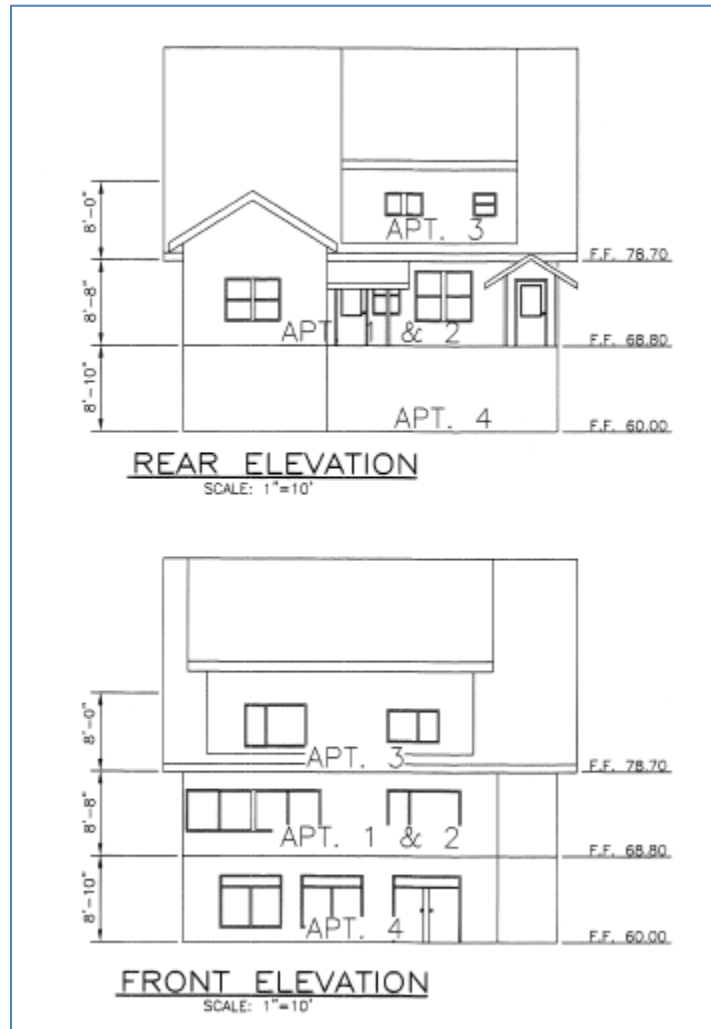 8'-0"
APT. 3
F.F. 78.70
8'-8"
APT. 1 & 2
F.F. 68.80
8'-10"
APT. 4
F.F. 60.00
REAR ELEVATION
SCALE: 1"=10'
8'-0"
APT. 3
F.F. 78.70
8'-8"
APT. 1 & 2
F.F. 68.80
8'-10"
APT. 4
F.F. 60.00
FRONT ELEVATION
SCALE: 1"=10'